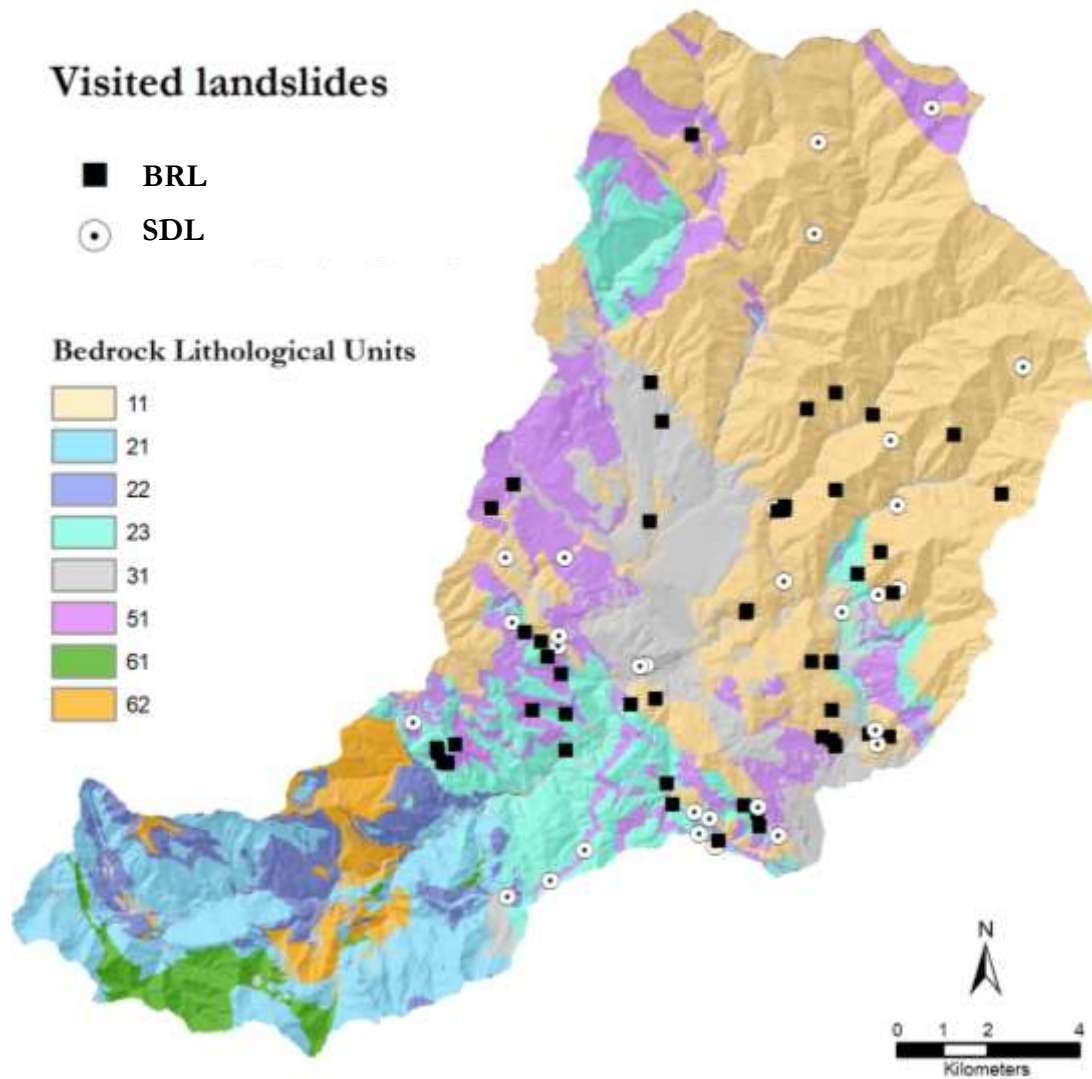 Visited landslides
BRL
SDL
Bedrock Lithological Units
11
21
22
23
31
51
61
62
N
0 1 2 4
Kilometers